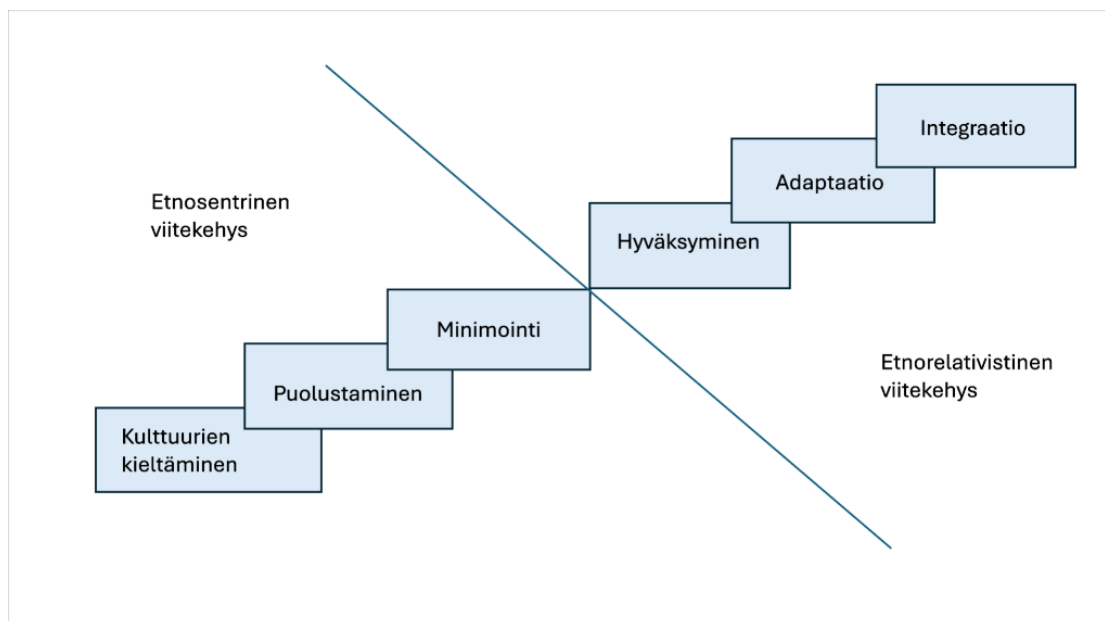 Integraatio
Adaptaatio
Etnosentrinen
viitekehys
Hyväksyminen
Minimointi
Etnorelativistinen
viitekehys
Puolustaminen
Kulttuurien
kieltäminen